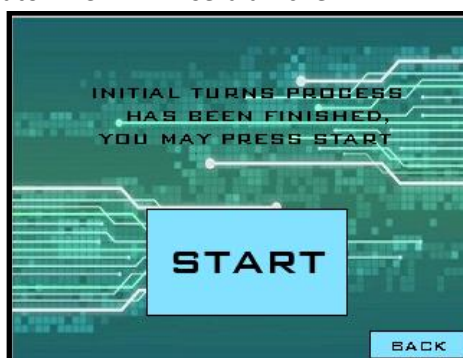 INITIAL TURNS PROCESS
HAS BEEN FINISHED,
YOU MAY PRESS START
START
BACK